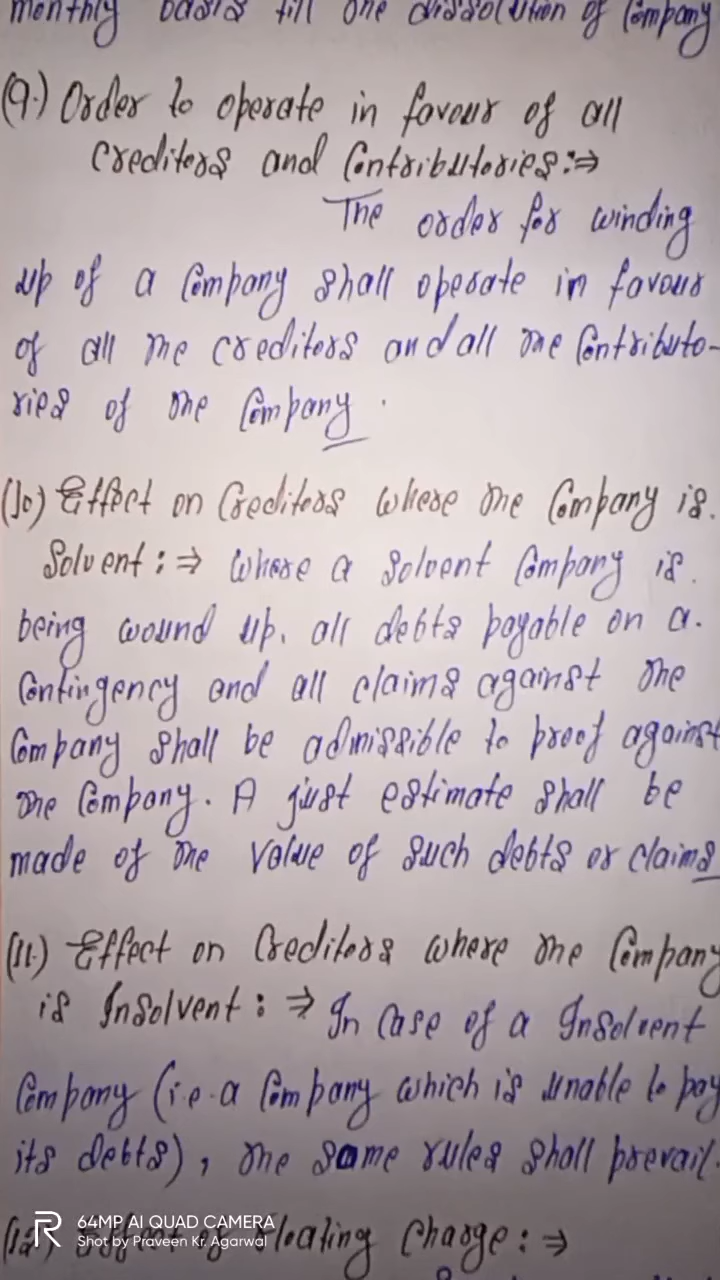 monthly basis till the dissolution of Company
(9.) Order to operate in favour of all
creditors and Contributories:⇒
The order for winding
up of a Company shall operate in favour
of all the creditors and all the Contributo-
ries of the Company.
(10) Effect on Creditors where the Company is.
Solvent:⇒ Where a Solvent Company is.
being wound up. all debts payable on a.
Contingency and all claims against the
Company shall be admissible to proof against
the Company. A just estimate shall be
made of the value of such debts or claims
(11.) Effect on Creditors where the Company
is Insolvent:⇒ In Case of a Insolvent
Company (i.e. a Company which is unable to pay
its debts), the same rules shall prevail.
(12) Effect of Floating Charge:⇒
64MP AI QUAD CAMERA
Shot by Praveen Kr. Agarwal